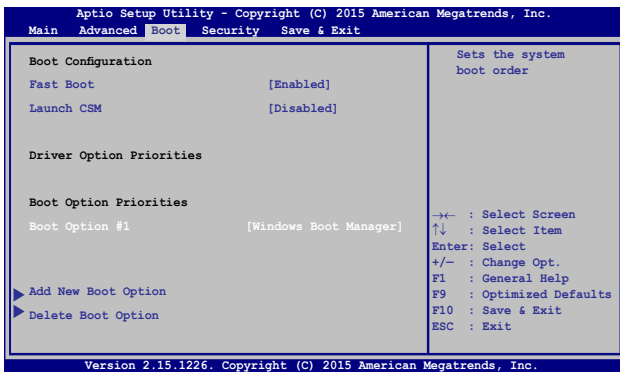 Aptio Setup Utility - Copyright (C) 2015 American Megatrends, Inc.
Main Advanced Boot Security Save & Exit
Boot Configuration
Fast Boot [Enabled]
Launch CSM [Disabled]
Driver Option Priorities
Boot Option Priorities
Boot Option #1 [Windows Boot Manager]
Add New Boot Option
Delete Boot Option
Sets the system
boot order
→← : Select Screen
↑↓ : Select Item
Enter: Select
+/— : Change Opt.
F1 : General Help
F9 : Optimized Defaults
F10 : Save & Exit
ESC : Exit
Version 2.15.1226. Copyright (C) 2015 American Megatrends, Inc.